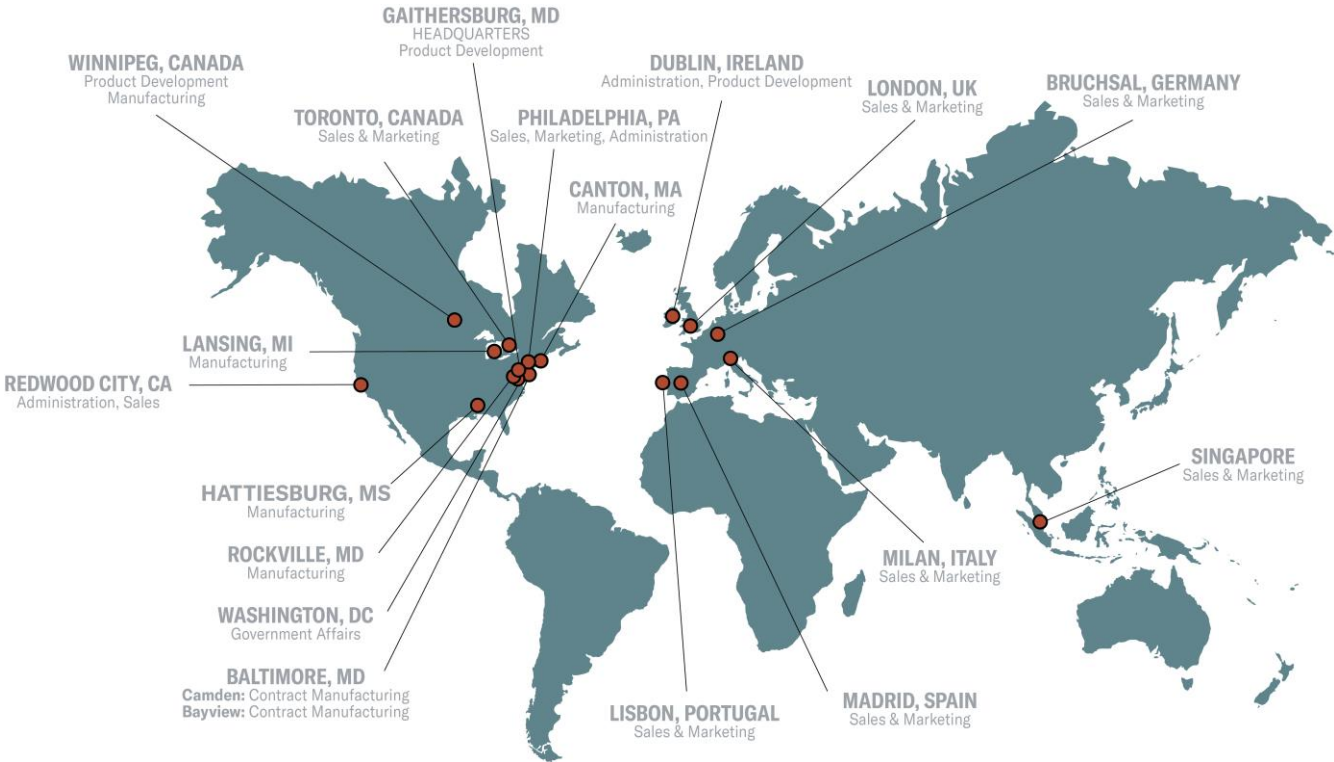 GAITHERSBURG, MD
HEADQUARTERS
Product Development
WINNIPEG, CANADA
Product Development
Manufacturing
DUBLIN, IRELAND
Administration, Product Development
LONDON, UK
Sales & Marketing
BRUCHSAL, GERMANY
Sales & Marketing
TORONTO, CANADA
Sales & Marketing
PHILADELPHIA, PA
Sales, Marketing, Administration
CANTON, MA
Manufacturing
LANSING, MI
Manufacturing
REDWOOD CITY, CA
Administration, Sales
SINGAPORE
Sales & Marketing
HATTIESBURG, MS
Manufacturing
ROCKVILLE, MD
Manufacturing
MILAN, ITALY
Sales & Marketing
WASHINGTON, DC
Government Affairs
BALTIMORE, MD
Camden: Contract Manufacturing
Bayview: Contract Manufacturing
LISBON, PORTUGAL
Sales & Marketing
MADRID, SPAIN
Sales & Marketing